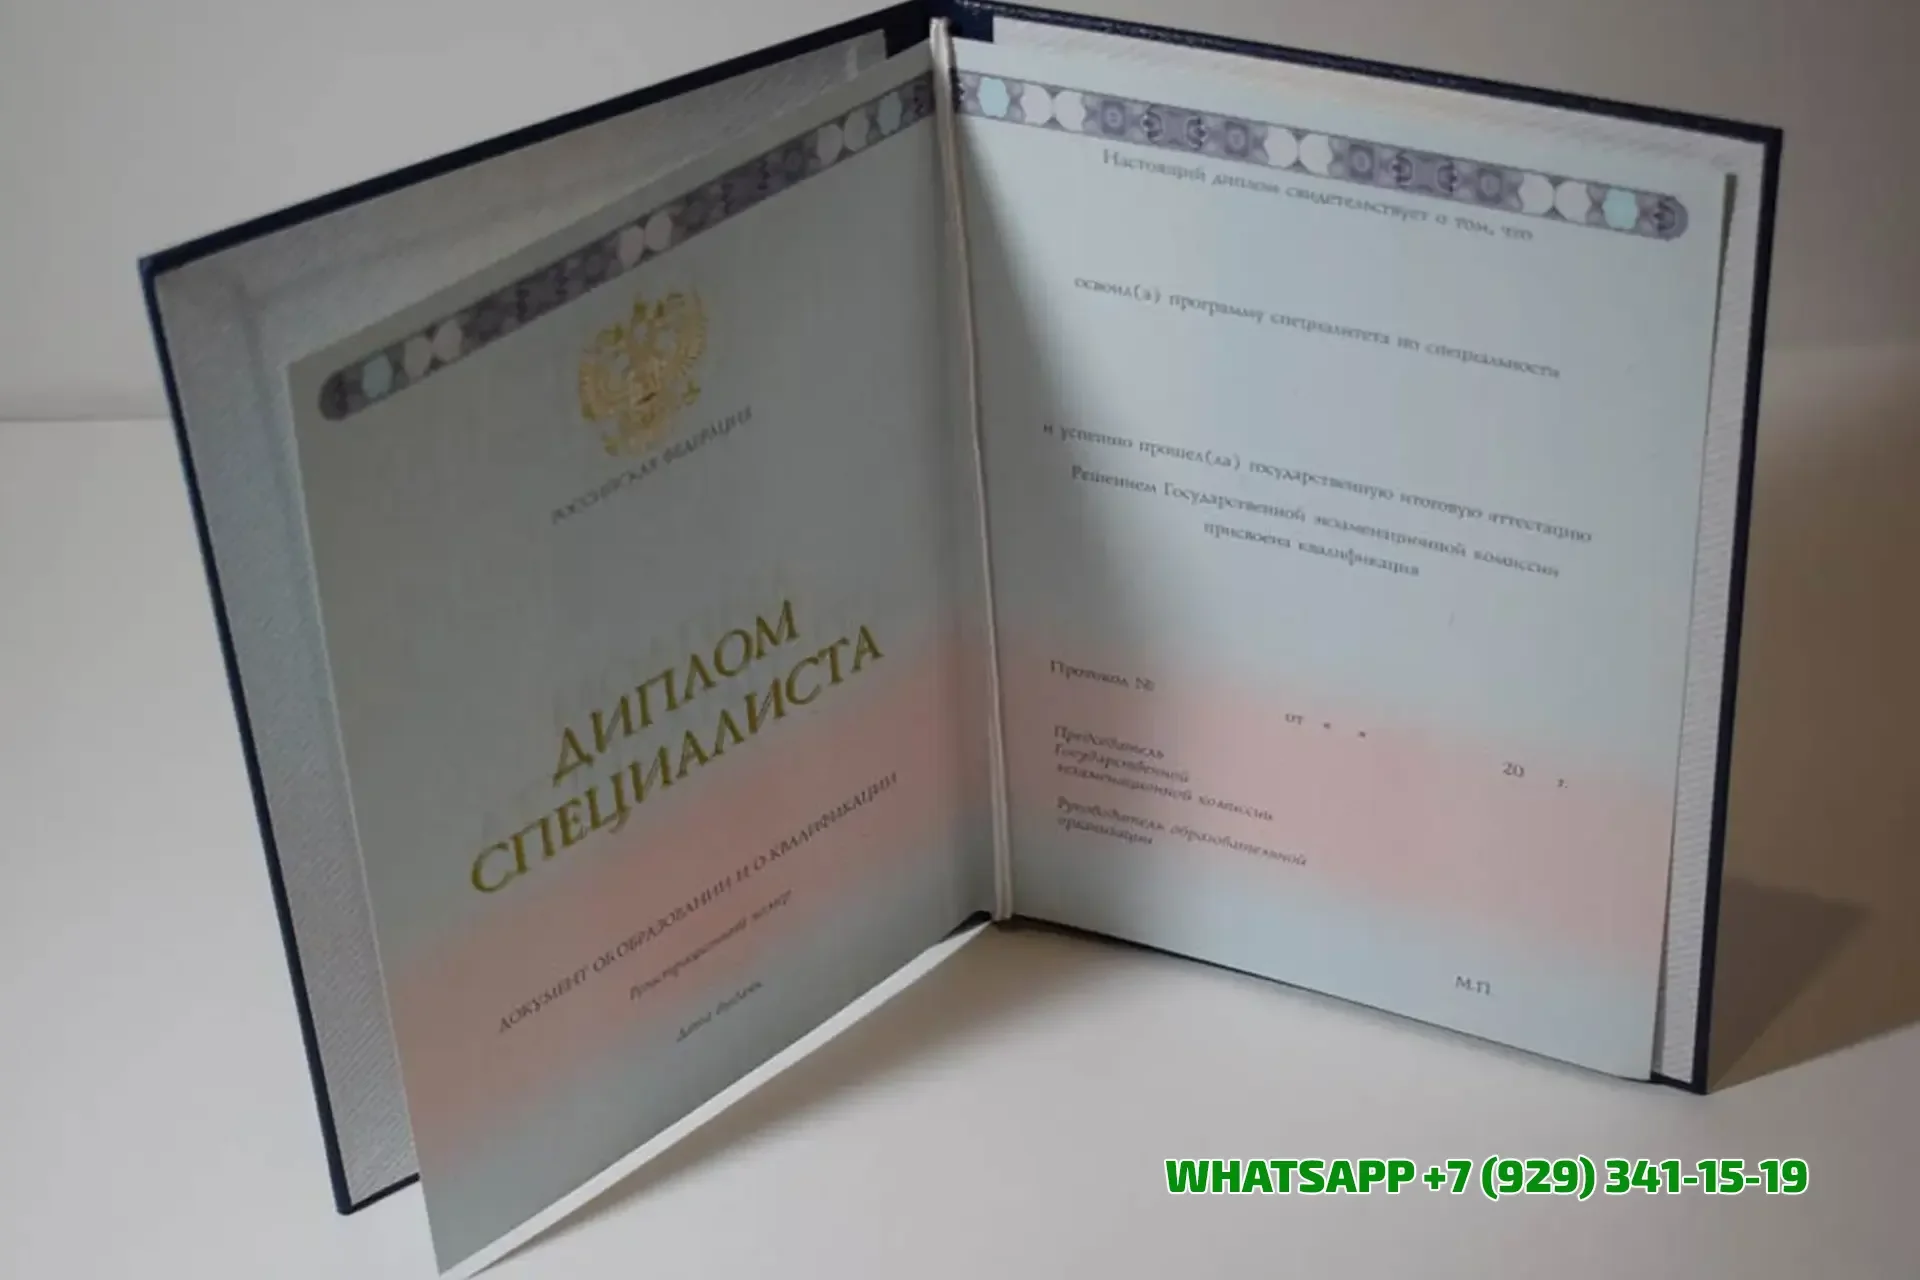 РОССИЙСКАЯ ФЕДЕРАЦИЯ
ДИПЛОМ
СПЕЦИАЛИСТА
ДОКУМЕНТ ОБ ОБРАЗОВАНИИ И О КВАЛИФИКАЦИИ
Регистрационный номер
Дата выдачи
Настоящий диплом свидетельствует о том, что
освоил(а) программу специалитета по специальности
и успешно прошел(ла) государственную итоговую аттестацию
Решением Государственной экзаменационной комиссии
присвоена квалификация
Протокол №
от « »
20 г.
Председатель
Государственной
экзаменационной комиссии
Руководитель образовательной
организации
М.П.
WHATSAPP +7 (929) 341-15-19